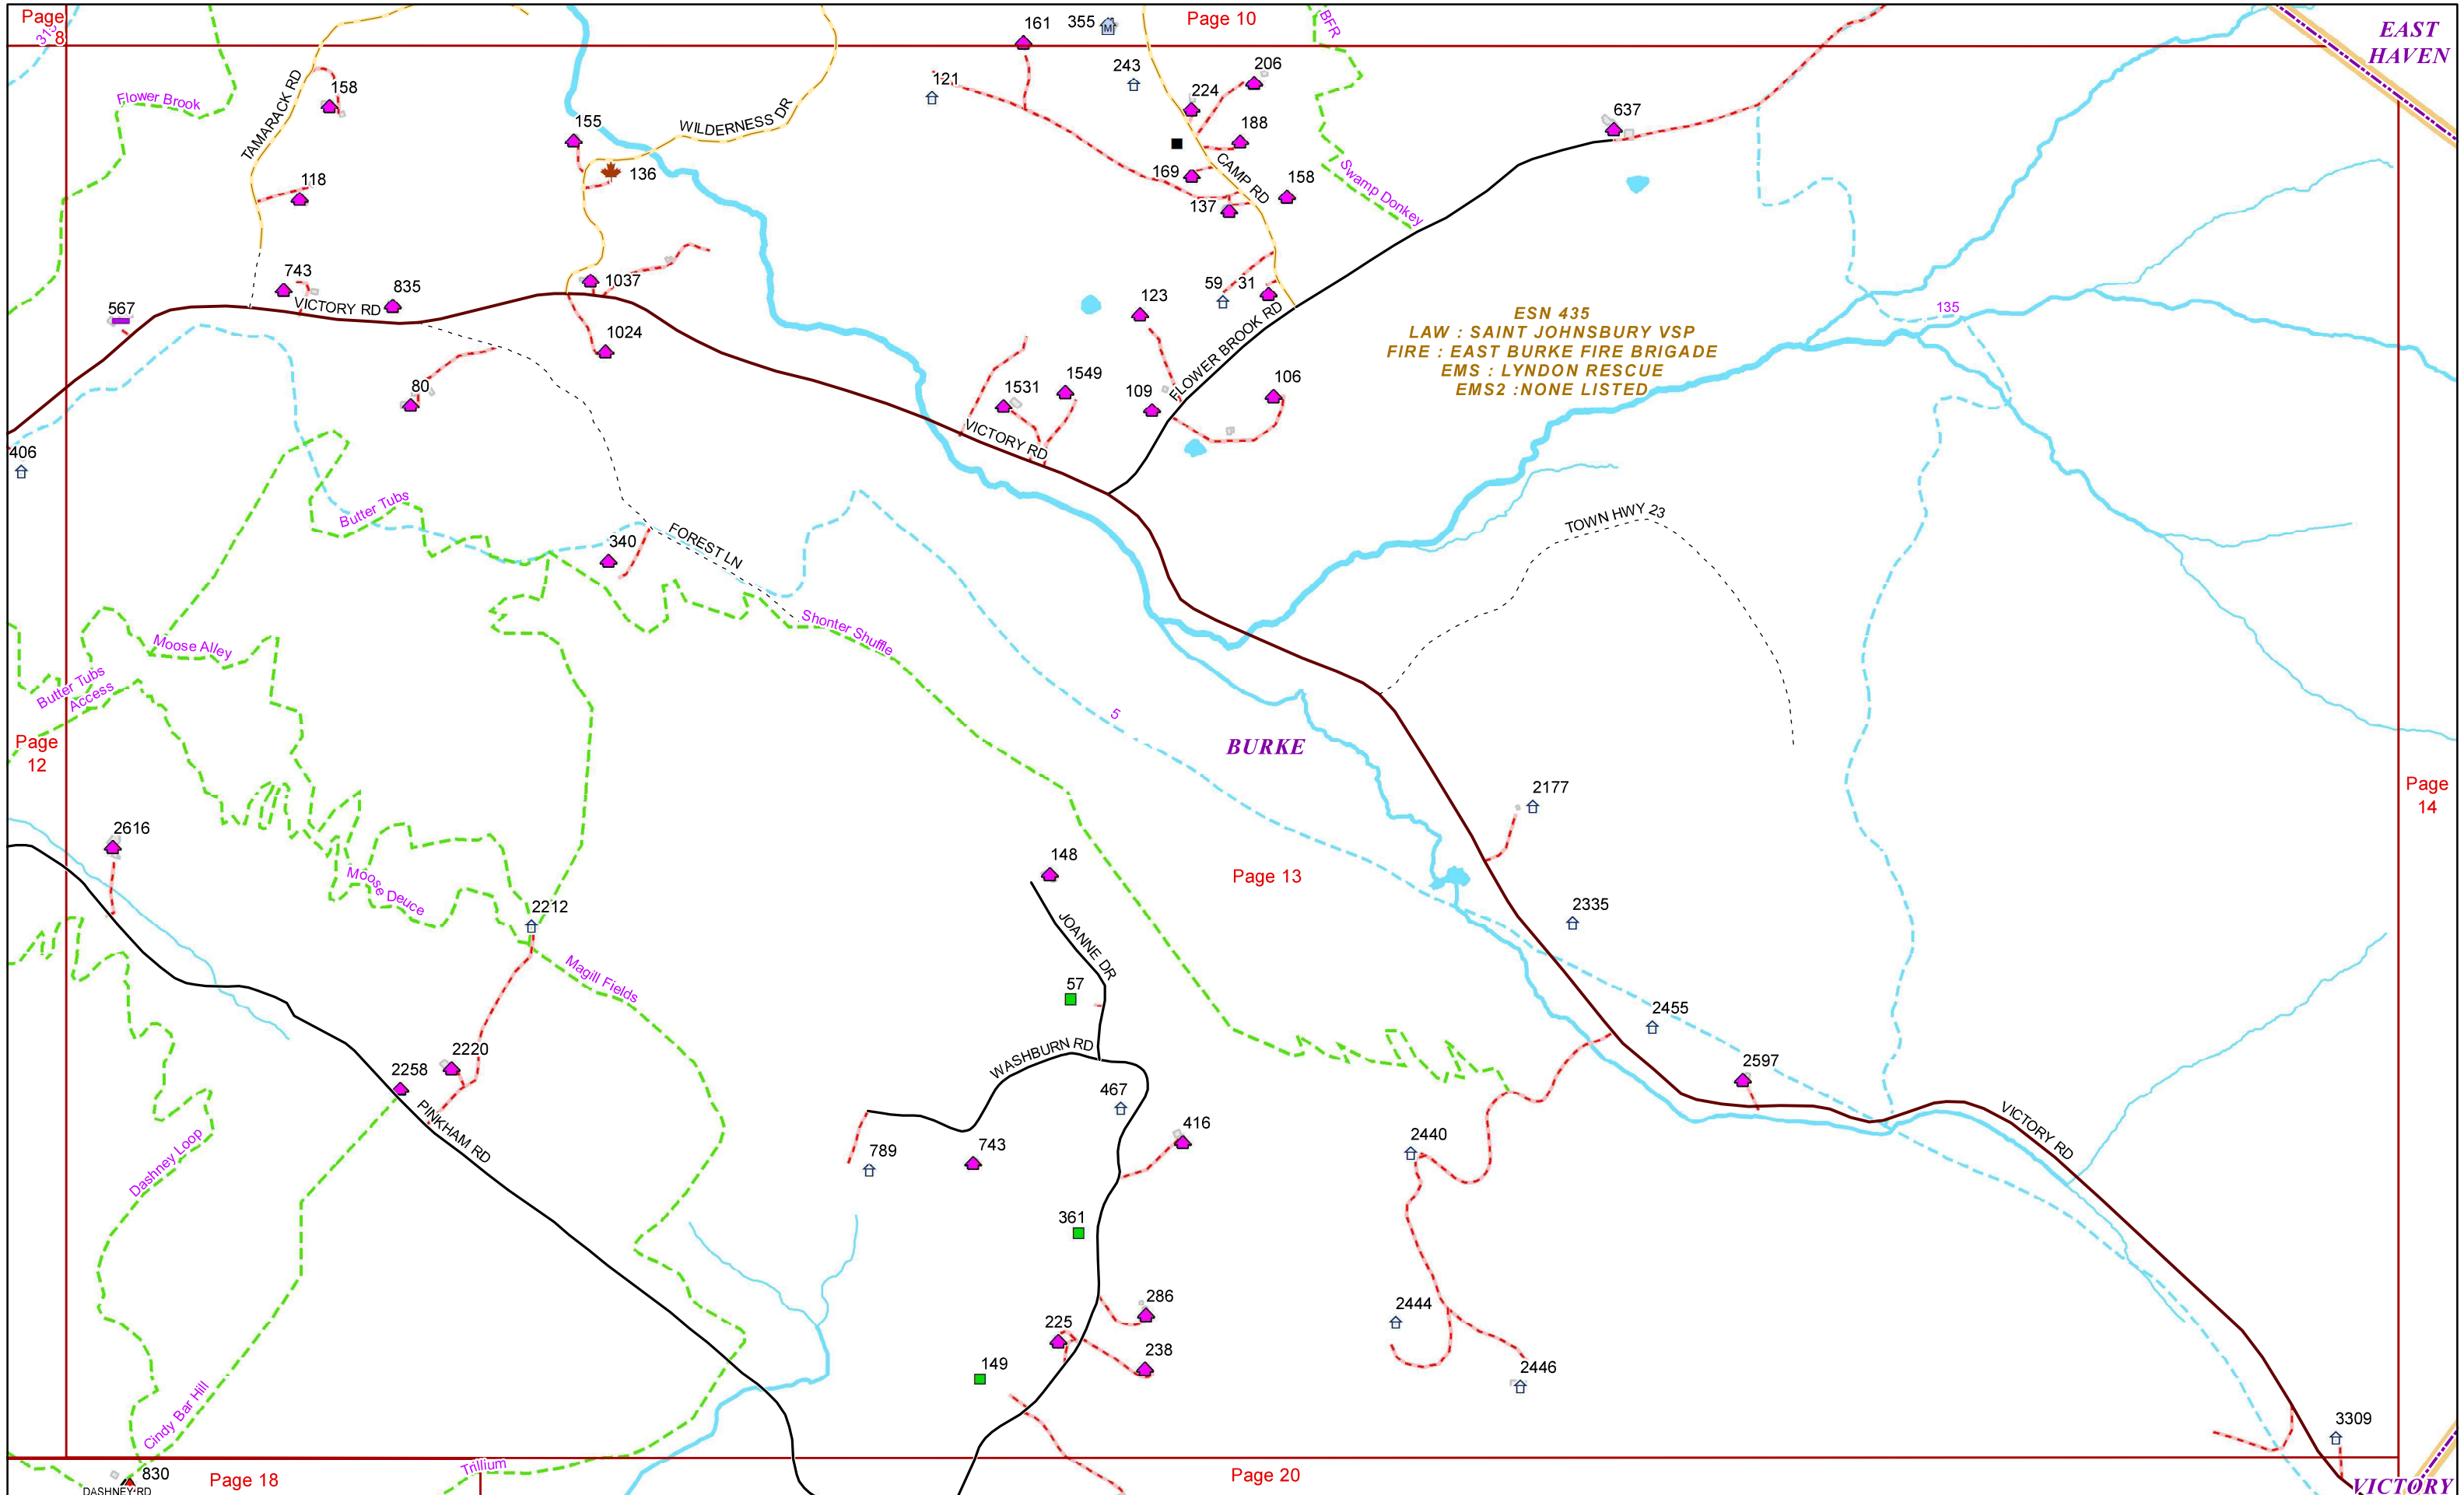 Page
8
315
Page 10
BFR
EAST
HAVEN
161
355
M
243
121
206
224
188
169
CAMP RD
158
137
637
Swamp Donkey
Flower Brook
TAMARACK RD
158
118
155
WILDERNESS DR
136
567
743
VICTORY RD
835
1037
1024
80
406
59
31
123
FLOWER BROOK RD
109
106
1531
1549
VICTORY RD
ESN 435
LAW : SAINT JOHNSBURY VSP
FIRE : EAST BURKE FIRE BRIGADE
EMS : LYNDON RESCUE
EMS2 :NONE LISTED
135
Butter Tubs
340
FOREST LN
TOWN HWY 23
Shonter Shuffle
Moose Alley
Butter Tubs
Access
Page
12
5
BURKE
2177
Page
14
2616
Moose Deuce
2212
Magill Fields
148
JOANNE DR
57
Page 13
2335
2455
2597
2258
2220
PINKHAM RD
WASHBURN RD
467
416
789
743
361
2440
VICTORY RD
Dashney Loop
286
225
238
149
2444
2446
3309
Cindy Bar Hill
830
DASHNEY RD
Page 18
Trillium
Page 20
VICTORY